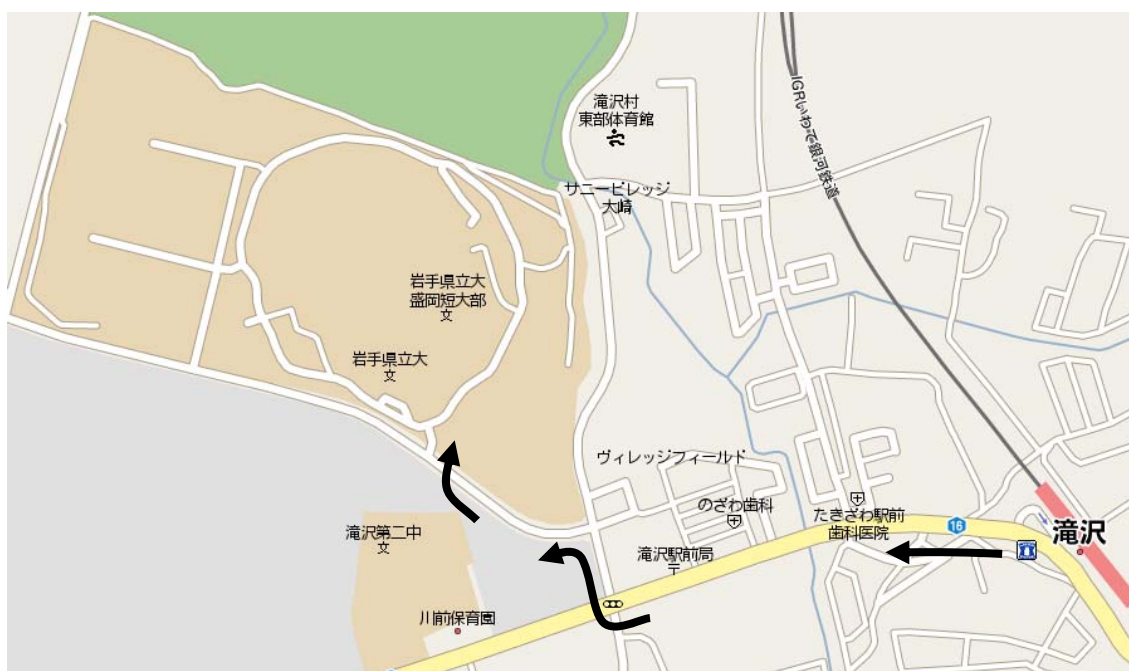 滝沢村
東部体育館
IGRいわて銀河鉄道
サニービレッジ
大崎
岩手県立大
盛岡短大部
文
岩手県立大
文
ヴィレッジフィールド
のざわ歯科
たきざわ駅前
歯科医院
16
滝沢
滝沢第二中
文
滝沢駅前局
〒
川前保育園